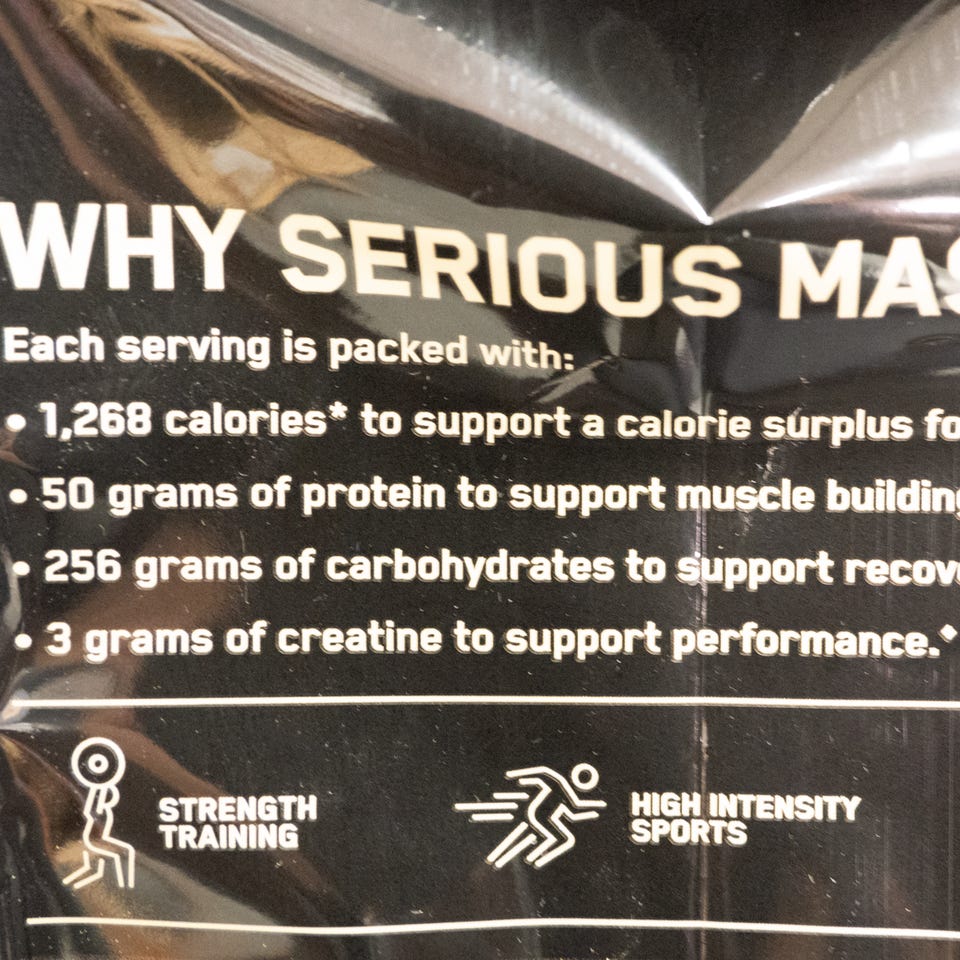 WHY SERIOUS MAS
Each serving is packed with:
• 1,268 calories* to support a calorie surplus fo
• 50 grams of protein to support muscle building
• 256 grams of carbohydrates to support recov
• 3 grams of creatine to support performance.◆
STRENGTH
TRAINING
HIGH INTENSITY
SPORTS